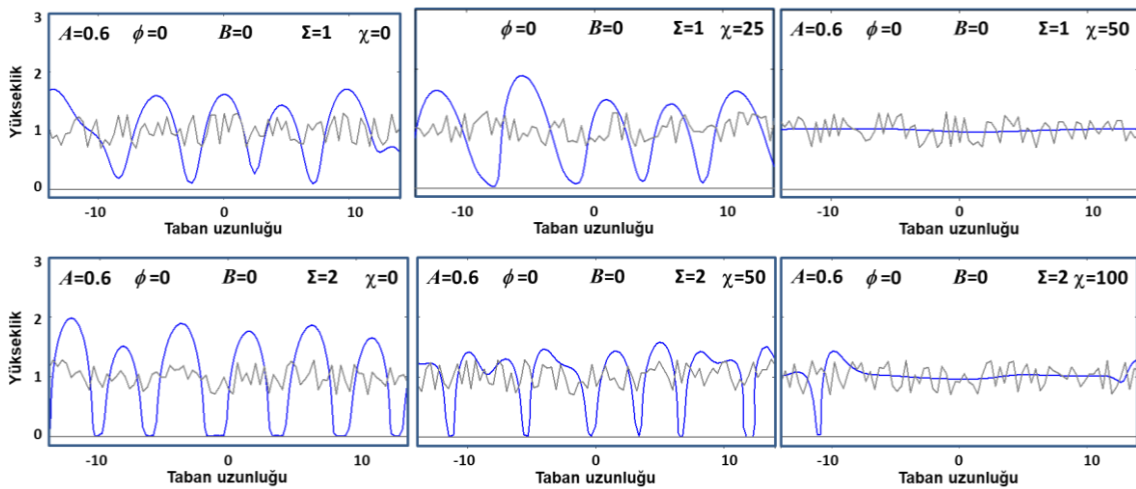 3
A=0.6 ϕ=0 B=0 Σ=1 χ=0
ϕ=0 B=0 Σ=1 χ=25
A=0.6 ϕ=0 B=0 Σ=1 χ=50
Yükseklik
2
1
0
-10 0 10
-10 0 10
-10 0 10
Taban uzunluğu
Taban uzunluğu
Taban uzunluğu
3
A=0.6 ϕ=0 B=0 Σ=2 χ=0
A=0.6 ϕ=0 B=0 Σ=2 χ=50
A=0.6 ϕ=0 B=0 Σ=2 χ=100
Yükseklik
2
1
0
-10 0 10
-10 0 10
-10 0 10
Taban uzunluğu
Taban uzunluğu
Taban uzunluğu